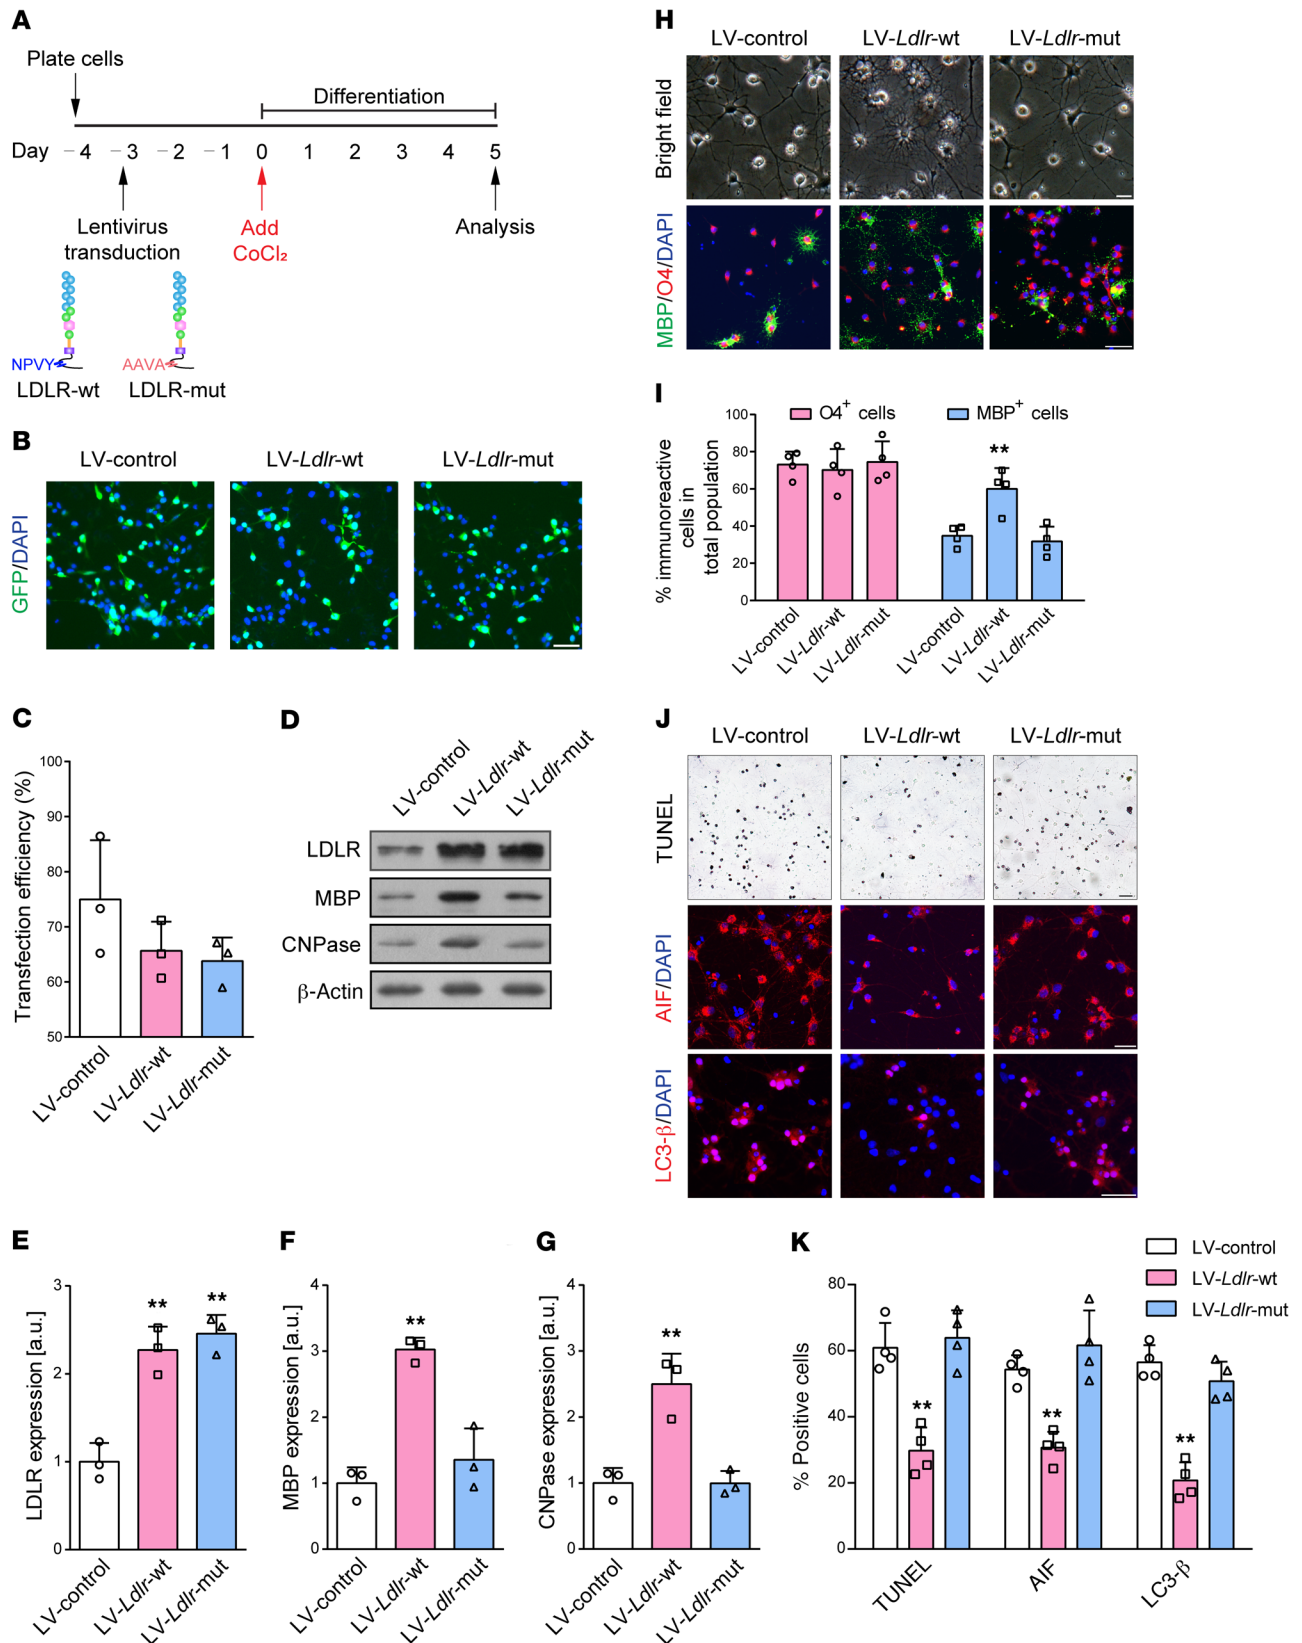 A
Plate cells
Differentiation
Day −4 −3 −2 −1 0 1 2 3 4 5
Lentivirus
transduction
Add
CoCl₂
Analysis
NPVY
AAVA
LDLR-wt
LDLR-mut
B
LV-control
LV-Ldlr-wt
LV-Ldlr-mut
GFP/DAPI
C
Transfection efficiency (%)
100
90
80
70
60
50
LV-control
LV-Ldlr-wt
LV-Ldlr-mut
D
LV-control
LV-Ldlr-wt
LV-Ldlr-mut
LDLR
MBP
CNPase
β-Actin
E
LDLR expression [a.u.]
3
2
1
0
**
**
LV-control
LV-Ldlr-wt
LV-Ldlr-mut
F
MBP expression [a.u.]
4
3
2
1
0
**
LV-control
LV-Ldlr-wt
LV-Ldlr-mut
G
CNPase expression [a.u.]
4
3
2
1
0
**
LV-control
LV-Ldlr-wt
LV-Ldlr-mut
H
LV-control
LV-Ldlr-wt
LV-Ldlr-mut
Bright field
MBP/O4/DAPI
I
% immunoreactive
cells in
total population
100
80
60
40
20
0
O4⁺ cells
MBP⁺ cells
**
LV-control
LV-Ldlr-wt
LV-Ldlr-mut
LV-control
LV-Ldlr-wt
LV-Ldlr-mut
J
LV-control
LV-Ldlr-wt
LV-Ldlr-mut
TUNEL
AIF/DAPI
LC3-β/DAPI
K
LV-control
LV-Ldlr-wt
LV-Ldlr-mut
% Positive cells
80
60
40
20
0
**
**
**
TUNEL
AIF
LC3-β